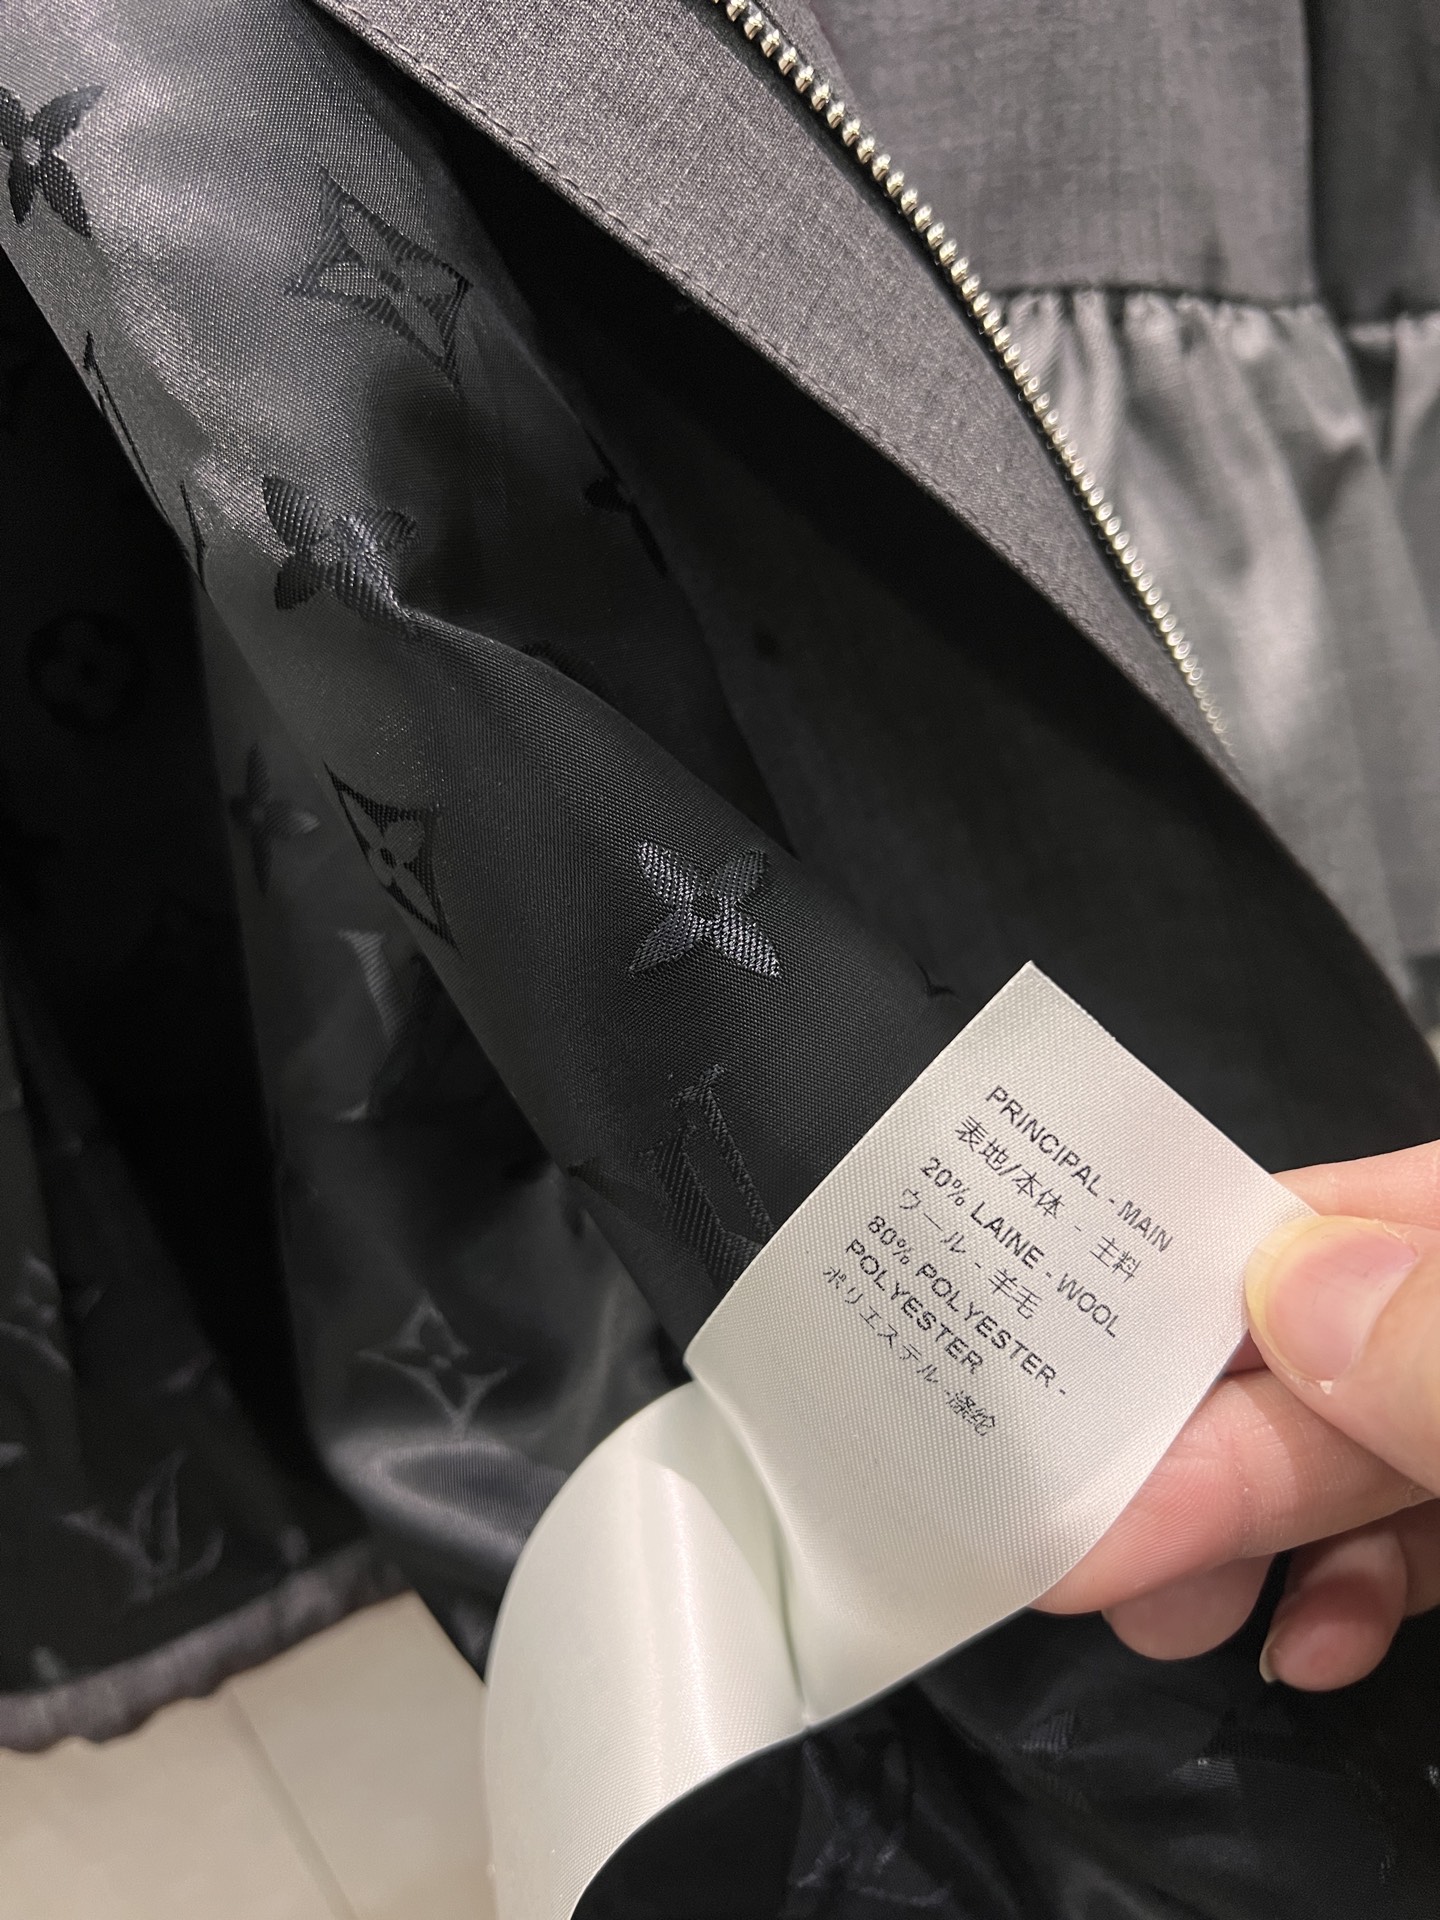 PRINCIPAL - MAIN
表地/本体 - 主料
20% LAINE - WOOL
ウール - 羊毛
80% POLYESTER -
POLYESTER
ポリエステル -涤纶